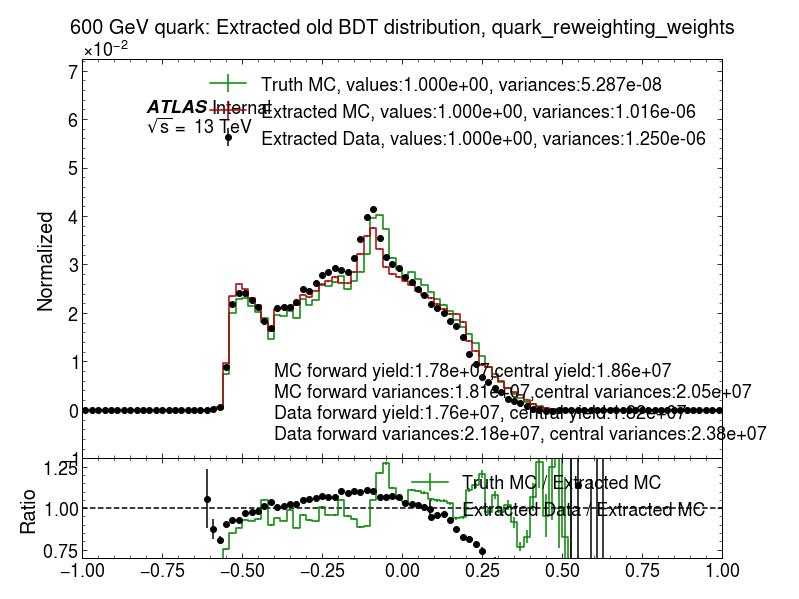 600 GeV quark: Extracted old BDT distribution, quark_reweighting_weights
×10⁻²
7
Truth MC, values:1.000e+00, variances:5.287e-08
ATLAS Internal
Extracted MC, values:1.000e+00, variances:1.016e-06
√s = 13 TeV
Extracted Data, values:1.000e+00, variances:1.250e-06
6
5
4
3
2
1
0
1
Normalized
MC forward yield:1.78e+07,central yield:1.86e+07
MC forward variances:1.81e+07,central variances:2.05e+07
Data forward yield:1.76e+07, central yield:1.82e+07
Data forward variances:2.18e+07, central variances:2.38e+07
1.25
1.00
0.75
Ratio
Truth MC / Extracted MC
Extracted Data / Extracted MC
−1.00 −0.75 −0.50 −0.25 0.00 0.25 0.50 0.75 1.00